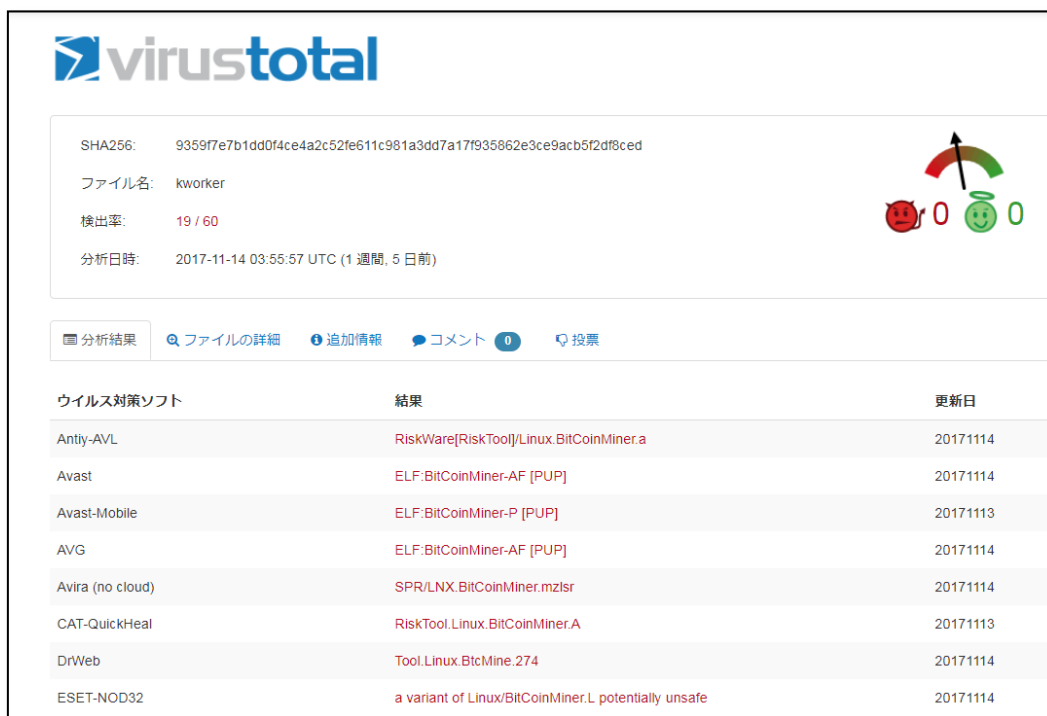 virustotal
SHA256: 9359f7e7b1dd0f4ce4a2c52fe611c981a3dd7a17f935862e3ce9acb5f2df8ced
ファイル名: kworker
検出率: 19 / 60
分析日時: 2017-11-14 03:55:57 UTC (1 週間, 5 日前)
0 0
分析結果 ファイルの詳細 追加情報 コメント 0 投票
ウイルス対策ソフト 結果 更新日
Antiy-AVL RiskWare[RiskTool]/Linux.BitCoinMiner.a 20171114
Avast ELF:BitCoinMiner-AF [PUP] 20171114
Avast-Mobile ELF:BitCoinMiner-P [PUP] 20171113
AVG ELF:BitCoinMiner-AF [PUP] 20171114
Avira (no cloud) SPR/LNX.BitCoinMiner.mzlsr 20171114
CAT-QuickHeal RiskTool.Linux.BitCoinMiner.A 20171113
DrWeb Tool.Linux.BtcMine.274 20171114
ESET-NOD32 a variant of Linux/BitCoinMiner.L potentially unsafe 20171114